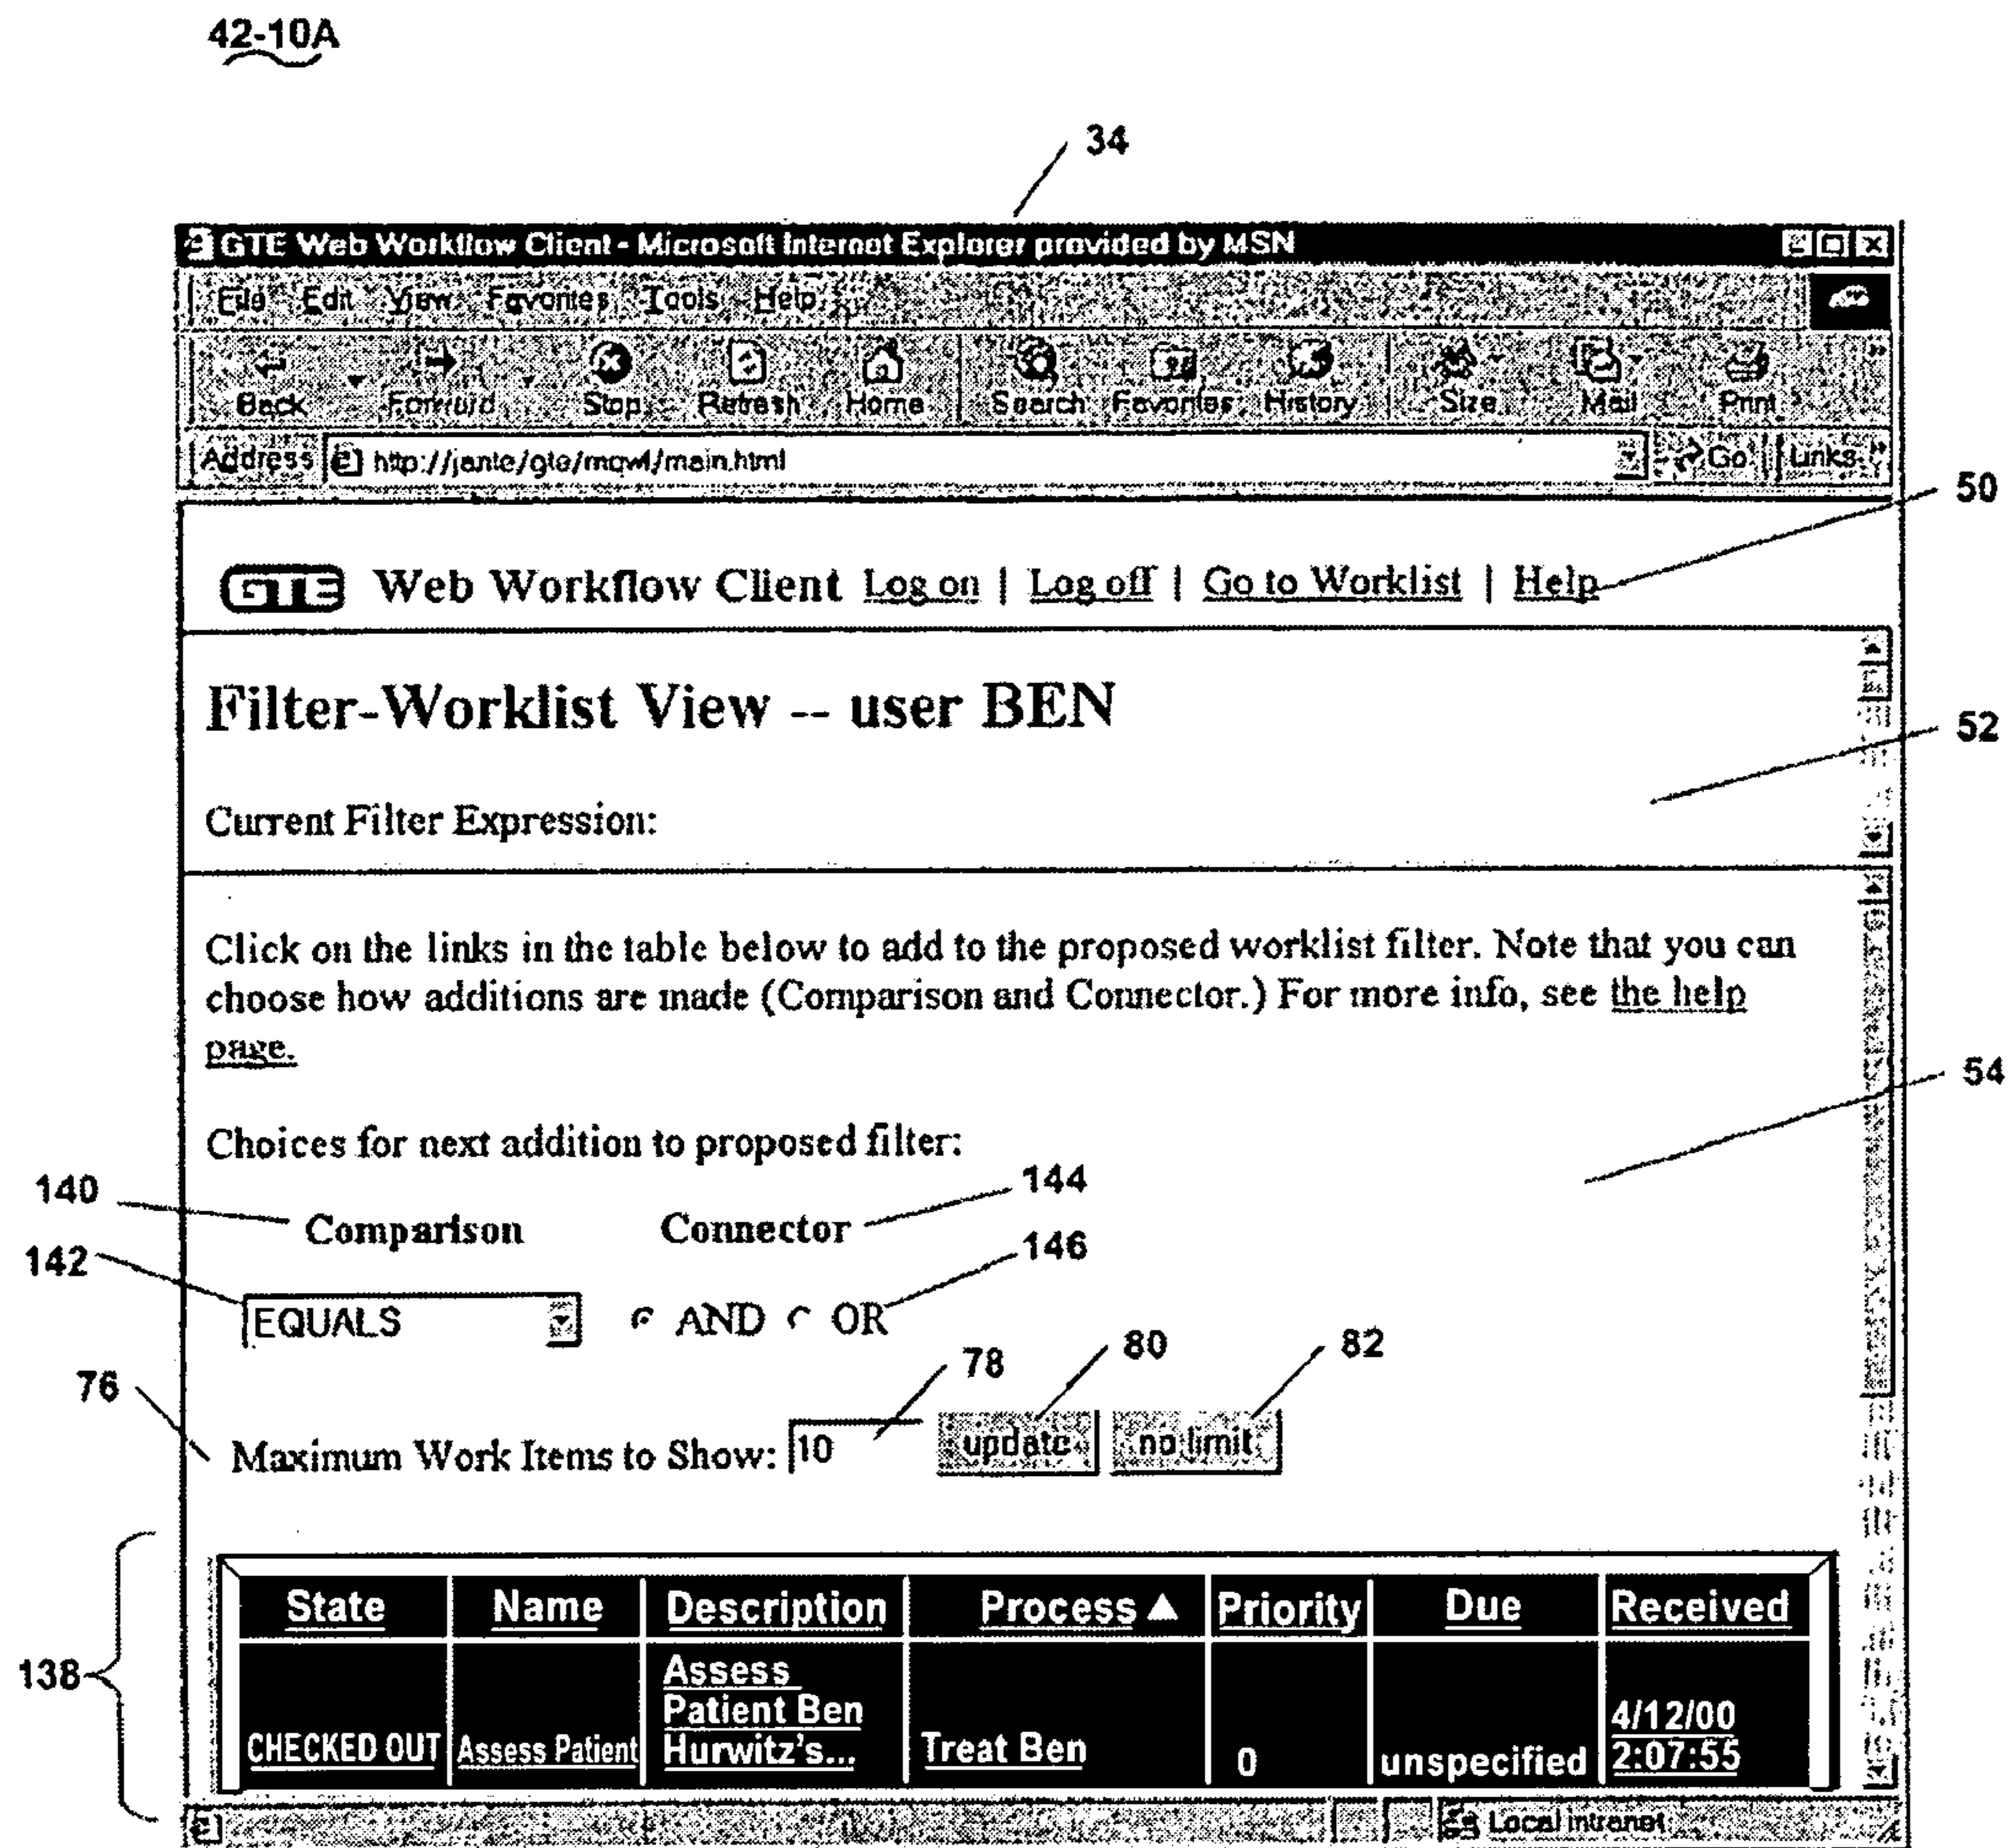 42-10A
34
GTE Web Workflow Client - Microsoft Internet Explorer provided by MSN
File Edit View Favorites Tools Help
Back Forward Stop Refresh Home Search Favorites History Size Mail Print
Address http://jante/gte/mqwf/main.html Go Links
50
GTE Web Workflow Client Log on | Log off | Go to Worklist | Help
Filter-Worklist View -- user BEN
52
Current Filter Expression:
Click on the links in the table below to add to the proposed worklist filter. Note that you can
choose how additions are made (Comparison and Connector.) For more info, see the help
page.
54
Choices for next addition to proposed filter:
140 144
Comparison Connector
142 146
EQUALS AND OR
76 78 80 82
Maximum Work Items to Show: 10 update no limit
State Name Description Process ▲ Priority Due Received
138
Assess
Patient Ben 4/12/00
CHECKED OUT Assess Patient Hurwitz's... Treat Ben 0 unspecified 2:07:55
Local intranet